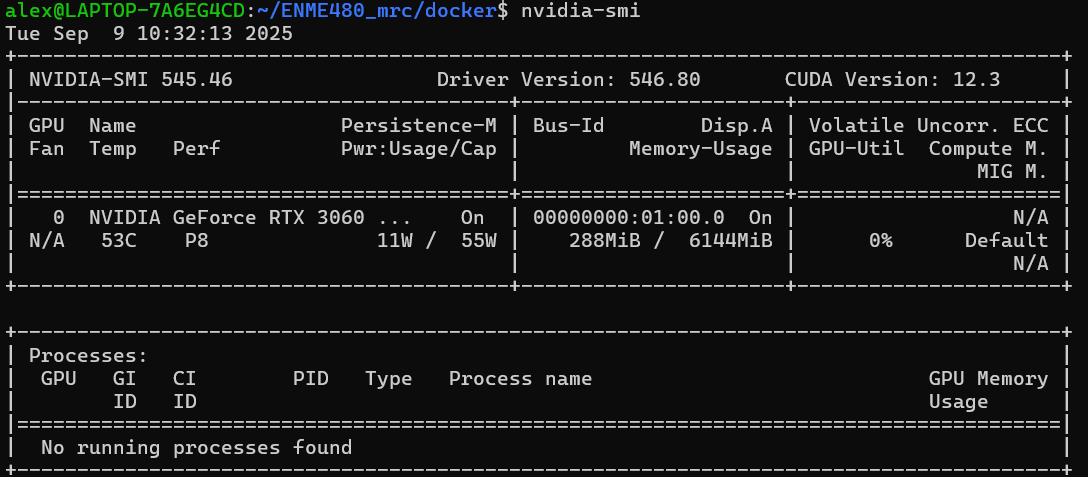 alex@LAPTOP-7A6EG4CD:~/ENME480_mrc/docker$ nvidia-smi
Tue Sep  9 10:32:13 2025
+-----------------------------------------------------------------------------------------+
| NVIDIA-SMI 545.46                 Driver Version: 546.80       CUDA Version: 12.3     |
|-----------------------------------------+----------------------+----------------------+
| GPU  Name                 Persistence-M | Bus-Id        Disp.A | Volatile Uncorr. ECC |
| Fan  Temp   Perf          Pwr:Usage/Cap |         Memory-Usage | GPU-Util  Compute M. |
|                                         |                      |               MIG M. |
|=========================================+======================+======================|
|   0  NVIDIA GeForce RTX 3060 ...    On  | 00000000:01:00.0  On |                  N/A |
| N/A   53C    P8              11W /  55W |    288MiB /  6144MiB |      0%      Default |
|                                         |                      |                  N/A |
+-----------------------------------------+----------------------+----------------------+

+---------------------------------------------------------------------------------------+
| Processes:                                                                            |
|  GPU   GI   CI        PID   Type   Process name                            GPU Memory |
|        ID   ID                                                             Usage      |
|=======================================================================================|
|  No running processes found                                                           |
+---------------------------------------------------------------------------------------+